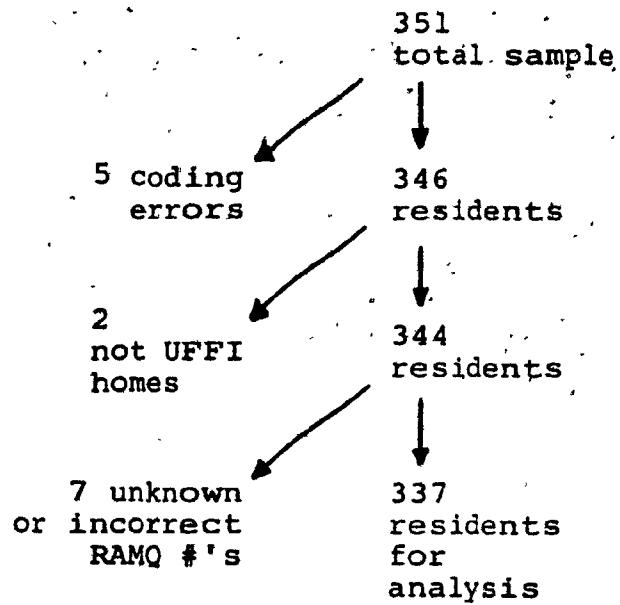 351
total sample
5 coding
errors
346
residents
2
not UFFI
homes
344
residents
7 unknown
or incorrect
RAMQ #'s
337
residents
for
analysis